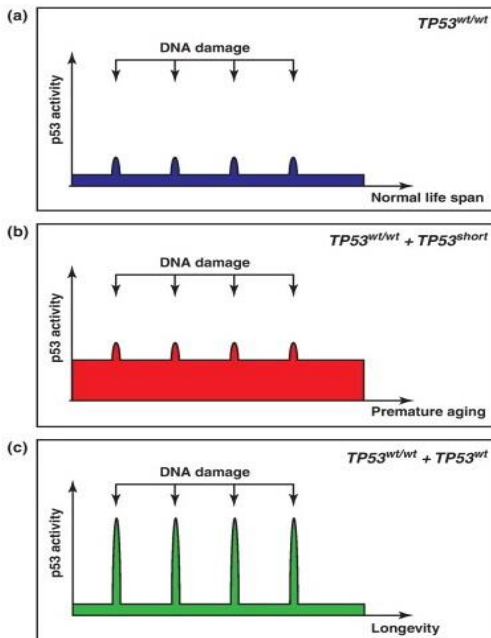 (a)
TP53wt/wt
DNA damage
p53 activity
Normal life span
(b)
TP53wt/wt + TP53short
DNA damage
p53 activity
Premature aging
(c)
TP53wt/wt + TP53wt
DNA damage
p53 activity
Longevity